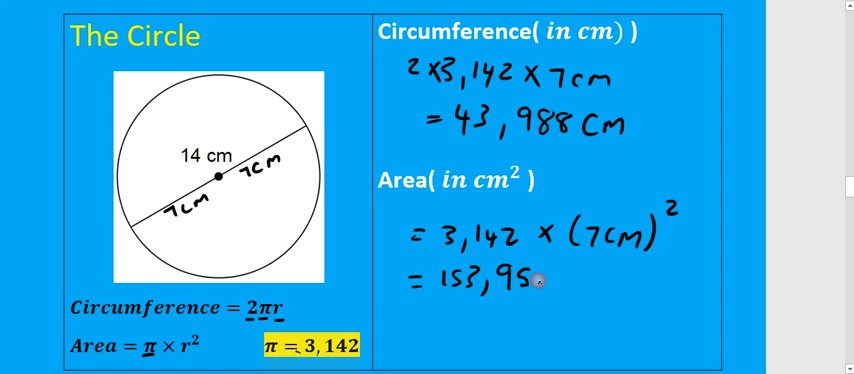 The Circle
14 cm
7cm
7cm
Circumference = 2πr
Area = π × r²
π = 3,142
Circumference( in cm) )
2 x 3,142 x 7cm
= 43,988 cm
Area( in cm² )
= 3,142 x (7cm)²
= 153,95